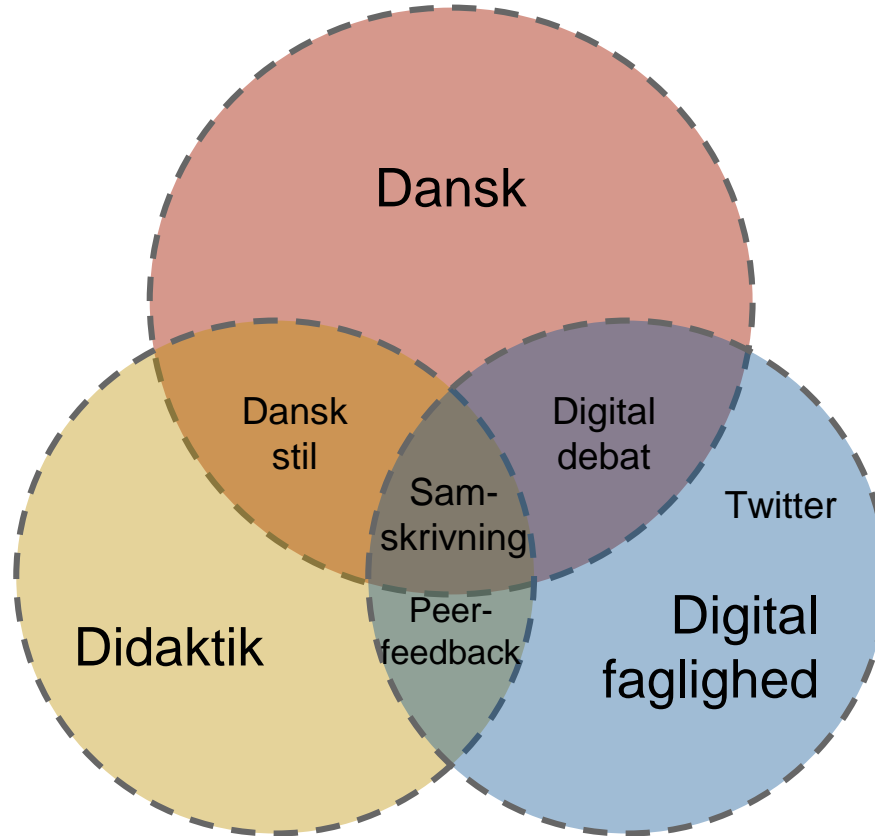 Dansk
Dansk
stil
Digital
debat
Sam-
skrivning
Twitter
Peer-
feedback
Didaktik
Digital
faglighed